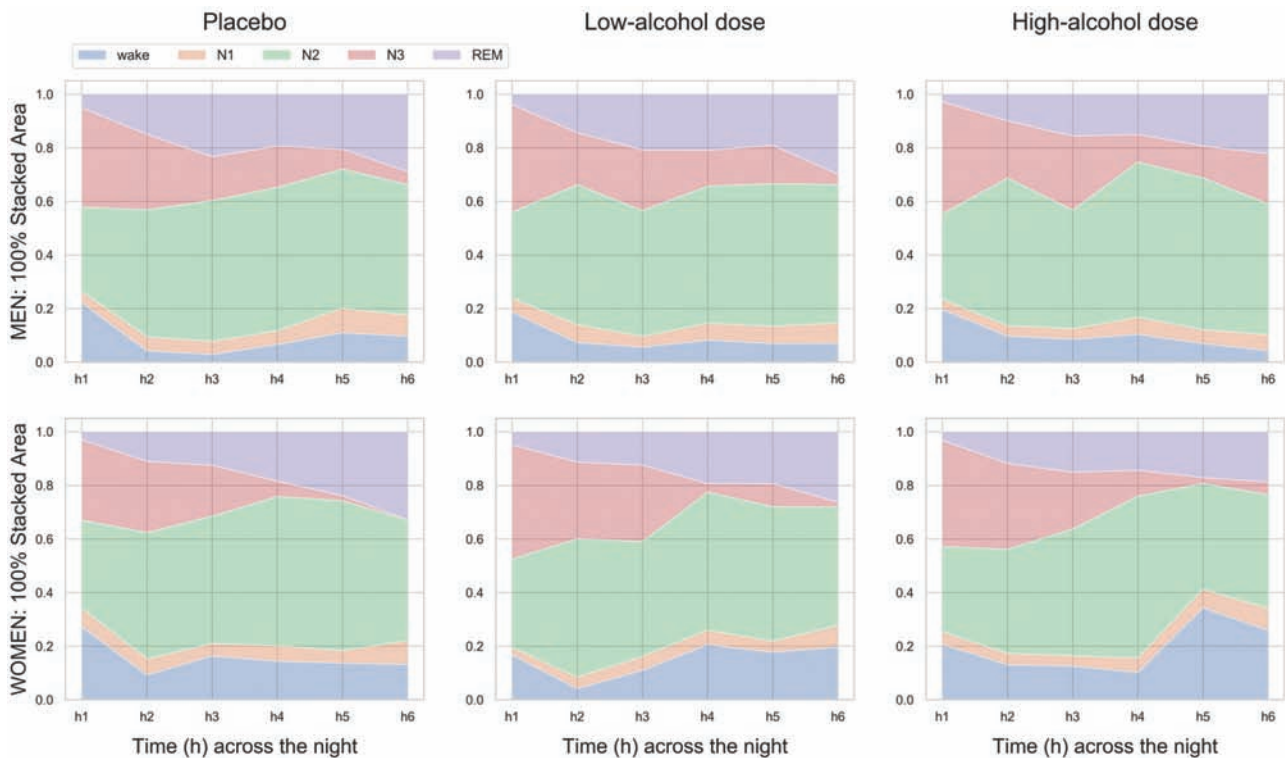 Placebo
Low-alcohol dose
High-alcohol dose
wake N1 N2 N3 REM
MEN: 100% Stacked Area
1.0
0.8
0.6
0.4
0.2
0.0
h1 h2 h3 h4 h5 h6
1.0
0.8
0.6
0.4
0.2
0.0
h1 h2 h3 h4 h5 h6
1.0
0.8
0.6
0.4
0.2
0.0
h1 h2 h3 h4 h5 h6
WOMEN: 100% Stacked Area
1.0
0.8
0.6
0.4
0.2
0.0
h1 h2 h3 h4 h5 h6
Time (h) across the night
1.0
0.8
0.6
0.4
0.2
0.0
h1 h2 h3 h4 h5 h6
Time (h) across the night
1.0
0.8
0.6
0.4
0.2
0.0
h1 h2 h3 h4 h5 h6
Time (h) across the night